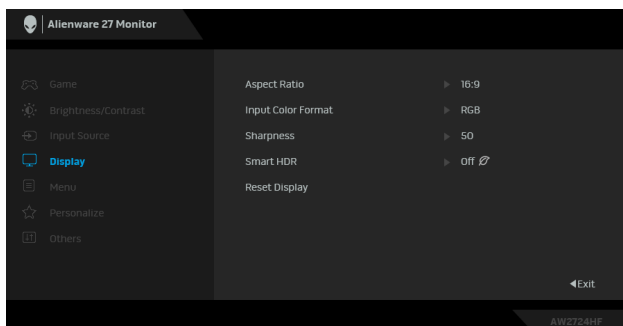 Alienware 27 Monitor
Game
Brightness/Contrast
Input Source
Display
Menu
Personalize
Others
Aspect Ratio 16:9
Input Color Format RGB
Sharpness 50
Smart HDR Off
Reset Display
Exit
AW2724HF